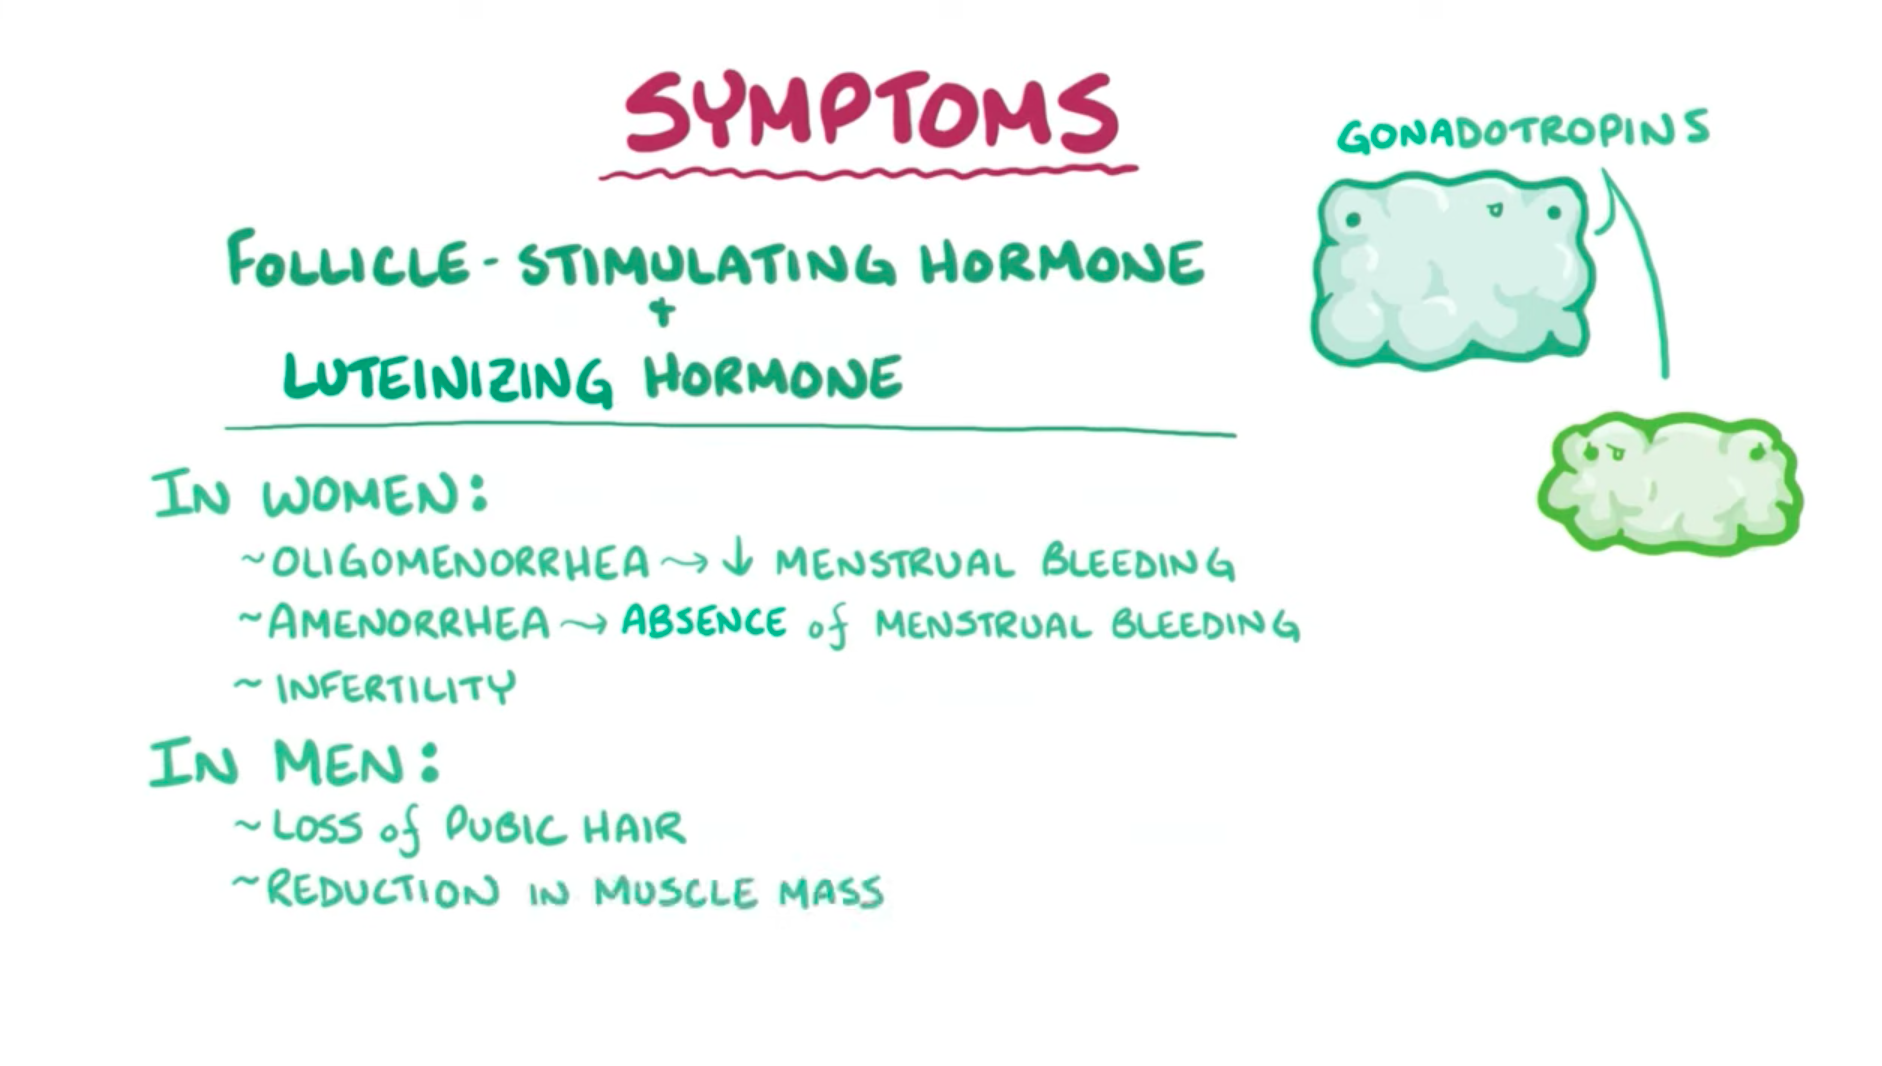 SYMPTOMS
GONADOTROPINS
FOLLICLE-STIMULATING HORMONE
+
LUTEINIZING HORMONE
IN WOMEN:
~OLIGOMENORRHEA → ↓ MENSTRUAL BLEEDING
~AMENORRHEA → ABSENCE of MENSTRUAL BLEEDING
~ INFERTILITY
IN MEN:
~ LOSS of PUBIC HAIR
~REDUCTION IN MUSCLE MASS